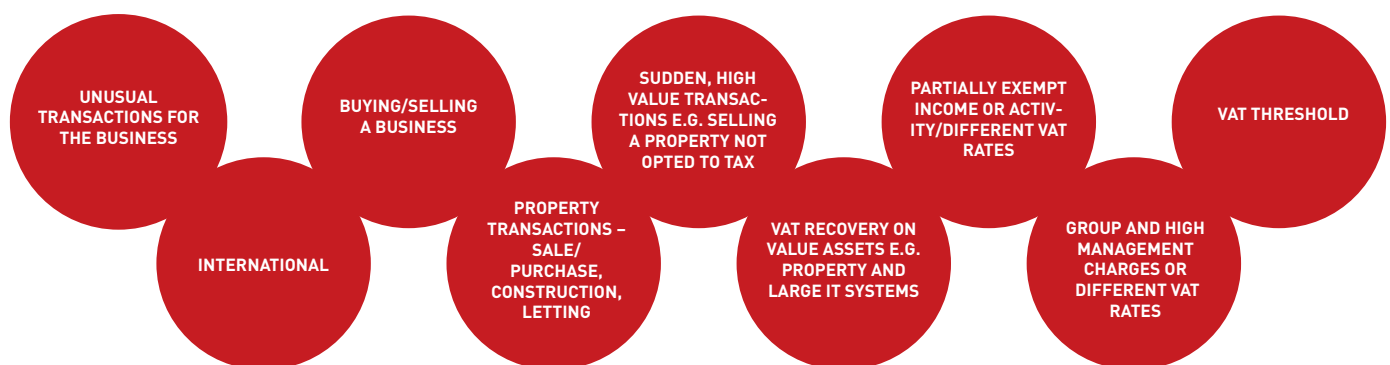 UNUSUAL
TRANSACTIONS FOR
THE BUSINESS
INTERNATIONAL
BUYING/SELLING
A BUSINESS
PROPERTY
TRANSACTIONS –
SALE/
PURCHASE,
CONSTRUCTION,
LETTING
SUDDEN, HIGH
VALUE TRANSAC-
TIONS E.G. SELLING
A PROPERTY NOT
OPTED TO TAX
VAT RECOVERY ON
VALUE ASSETS E.G.
PROPERTY AND
LARGE IT SYSTEMS
PARTIALLY EXEMPT
INCOME OR ACTIV-
ITY/DIFFERENT VAT
RATES
GROUP AND HIGH
MANAGEMENT
CHARGES OR
DIFFERENT VAT
RATES
VAT THRESHOLD